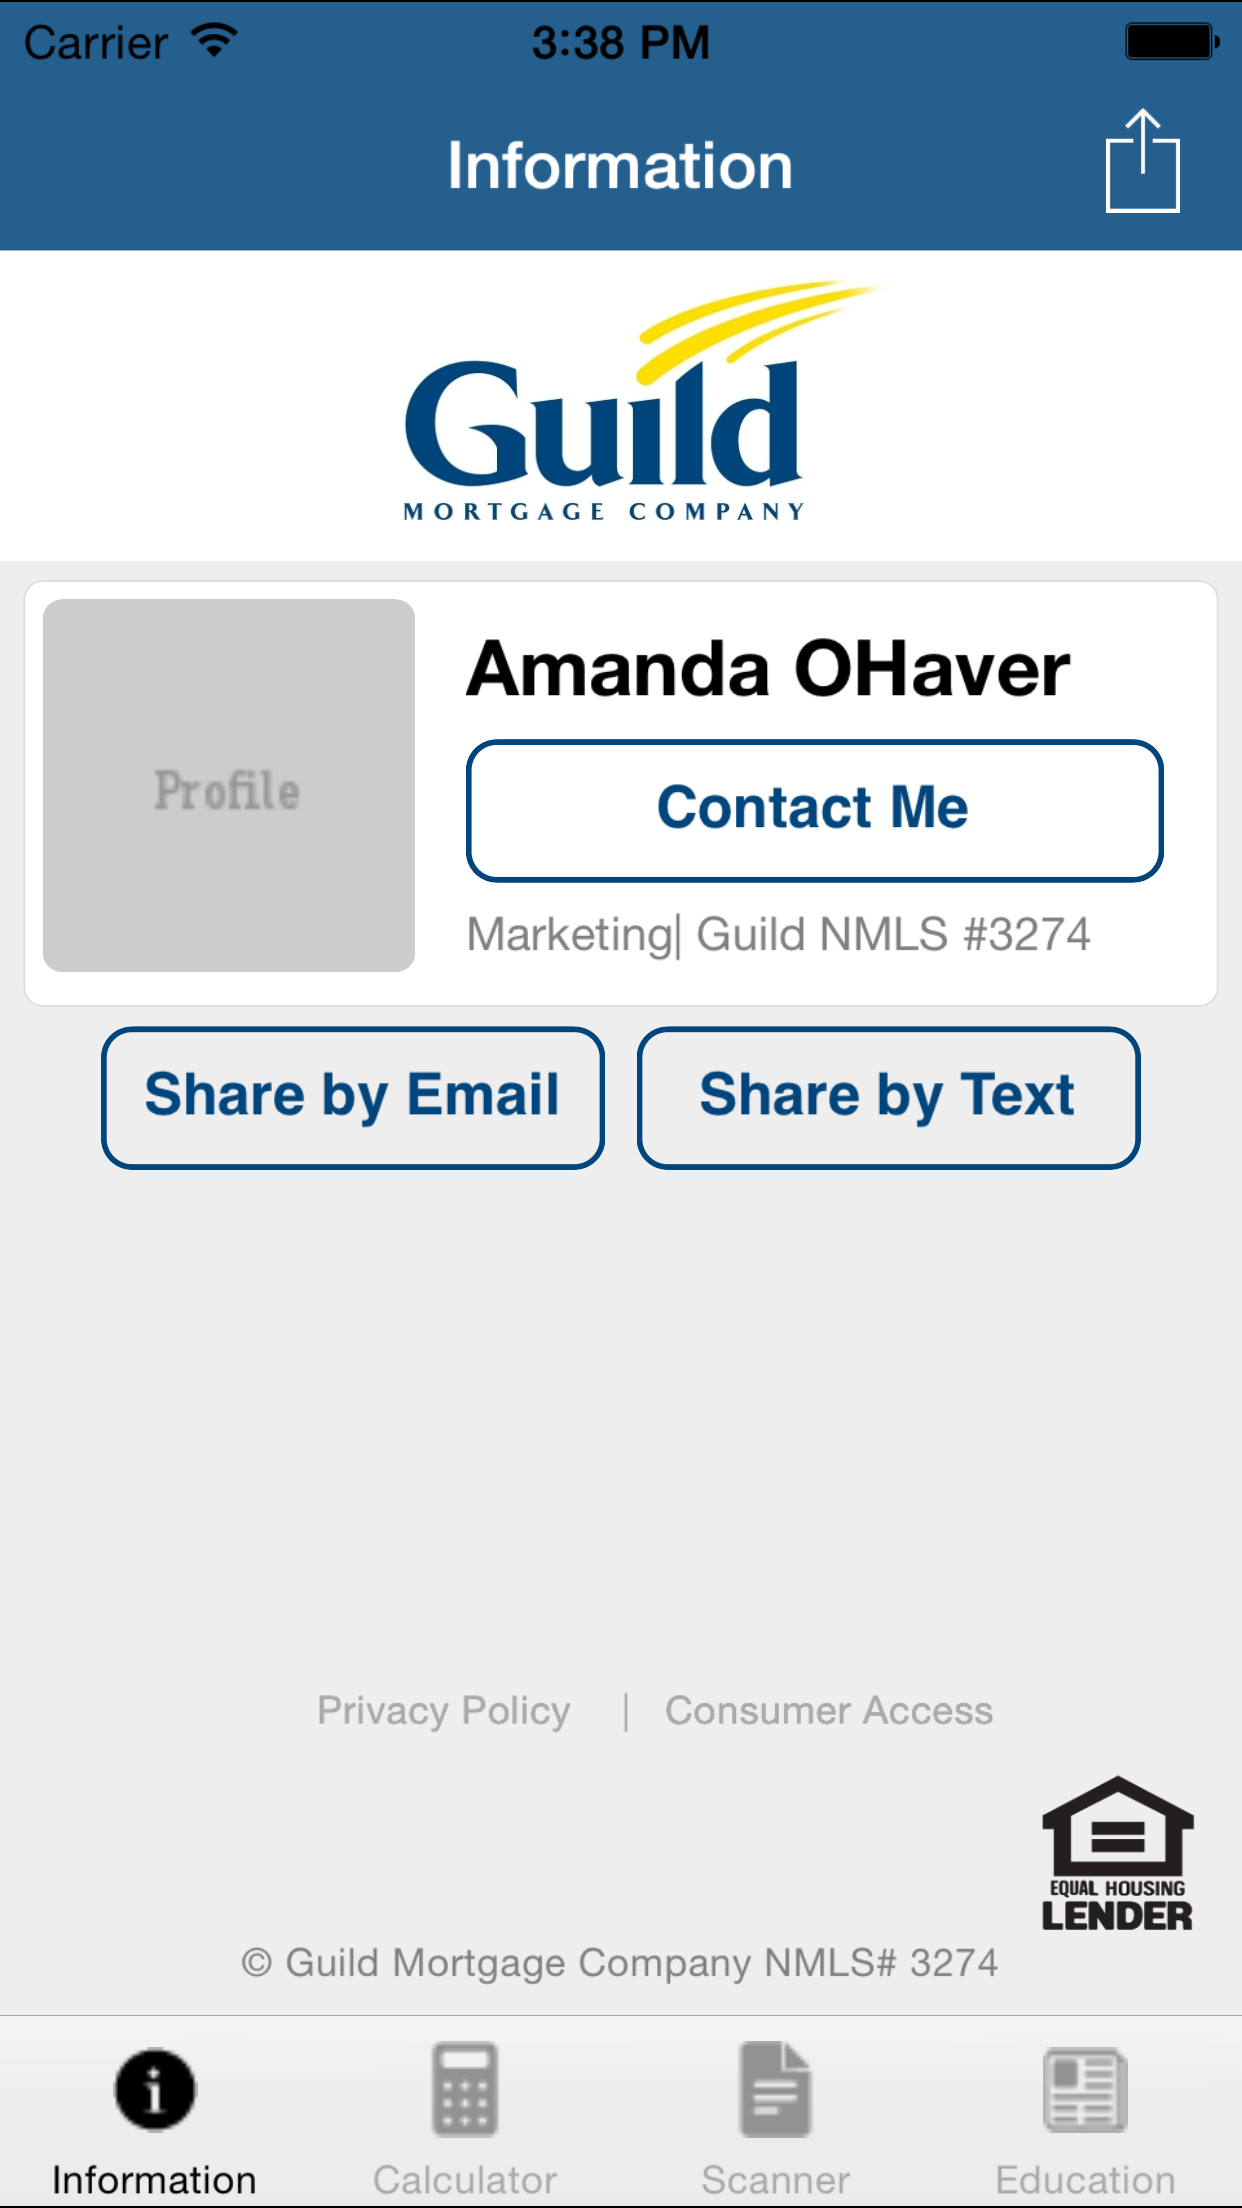 Carrier 3:38 PM
Information
Guild
MORTGAGE COMPANY
Profile
Amanda OHaver
Contact Me
Marketing| Guild NMLS #3274
Share by Email Share by Text
Privacy Policy | Consumer Access
EQUAL HOUSING
LENDER
© Guild Mortgage Company NMLS# 3274
Information Calculator Scanner Education